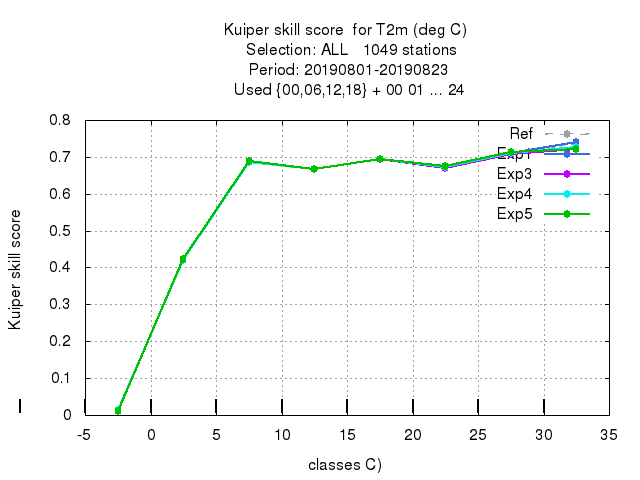 Kuiper skill score  for T2m (deg C)
Selection: ALL   1049 stations
Period: 20190801-20190823
Used {00,06,12,18} + 00 01 ... 24
Kuiper skill score
0.8
0.7
0.6
0.5
0.4
0.3
0.2
0.1
0
-5
0
5
10
15
20
25
30
35
classes C)
Ref
Exp1
Exp3
Exp4
Exp5